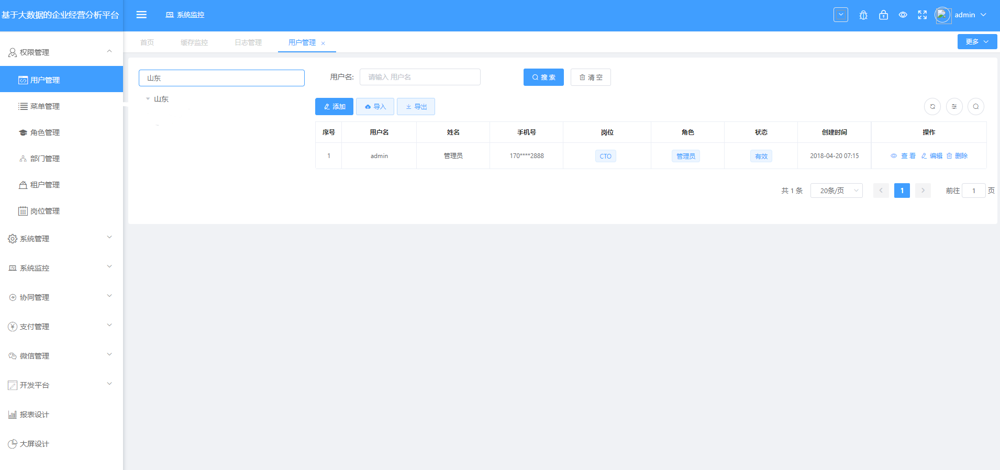 基于大数据的企业经营分析平台
系统监控
admin
首页 缓存监控 日志管理 用户管理
更多
权限管理
用户管理
菜单管理
角色管理
部门管理
租户管理
岗位管理
系统管理
系统监控
协同管理
支付管理
微信管理
开发平台
报表设计
大屏设计
山东
山东
用户名: 请输入 用户名 搜 索 清 空
添加 导入 导出
序号 用户名 姓名 手机号 岗位 角色 状态 创建时间 操作
1 admin 管理员 170****2888 CTO 管理员 有效 2018-04-20 07:15 查 看 编辑 删除
共 1 条 20条/页 1 前往 1 页